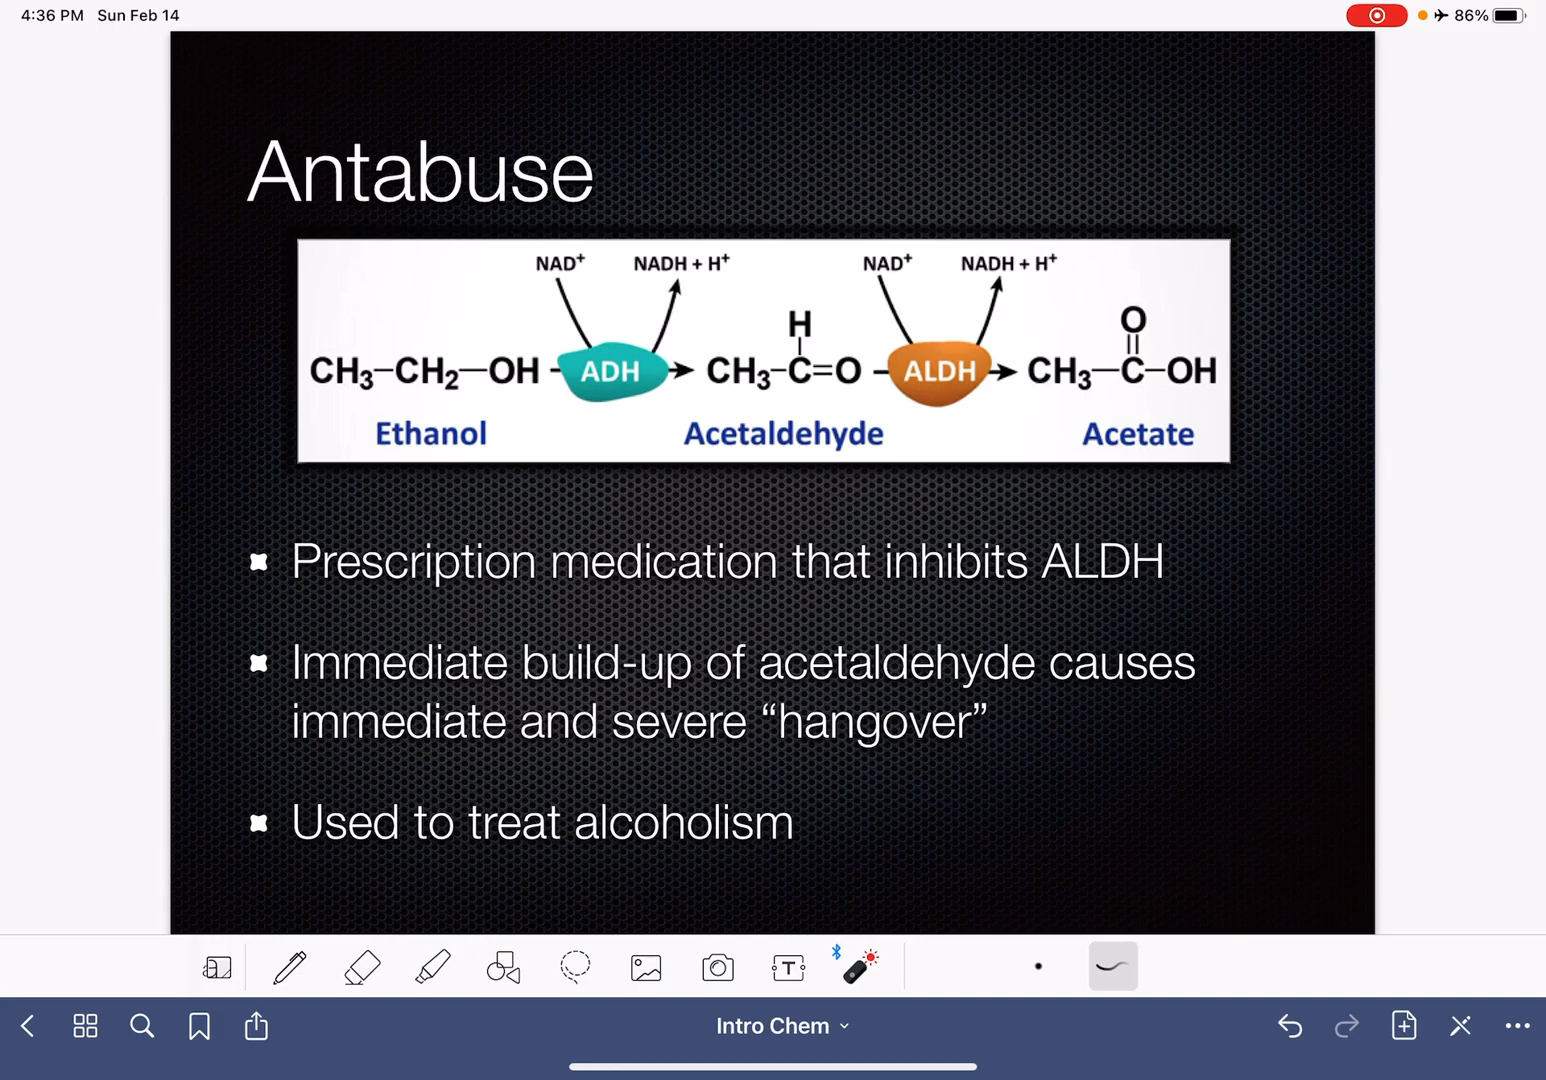 4:36 PM Sun Feb 14
86%
Antabuse
NAD⁺ NADH + H⁺ NAD⁺ NADH + H⁺
H O
CH₃–CH₂–OH ADH CH₃–C=O ALDH CH₃–C–OH
Ethanol Acetaldehyde Acetate
Prescription medication that inhibits ALDH
Immediate build-up of acetaldehyde causes
immediate and severe “hangover”
Used to treat alcoholism
Intro Chem